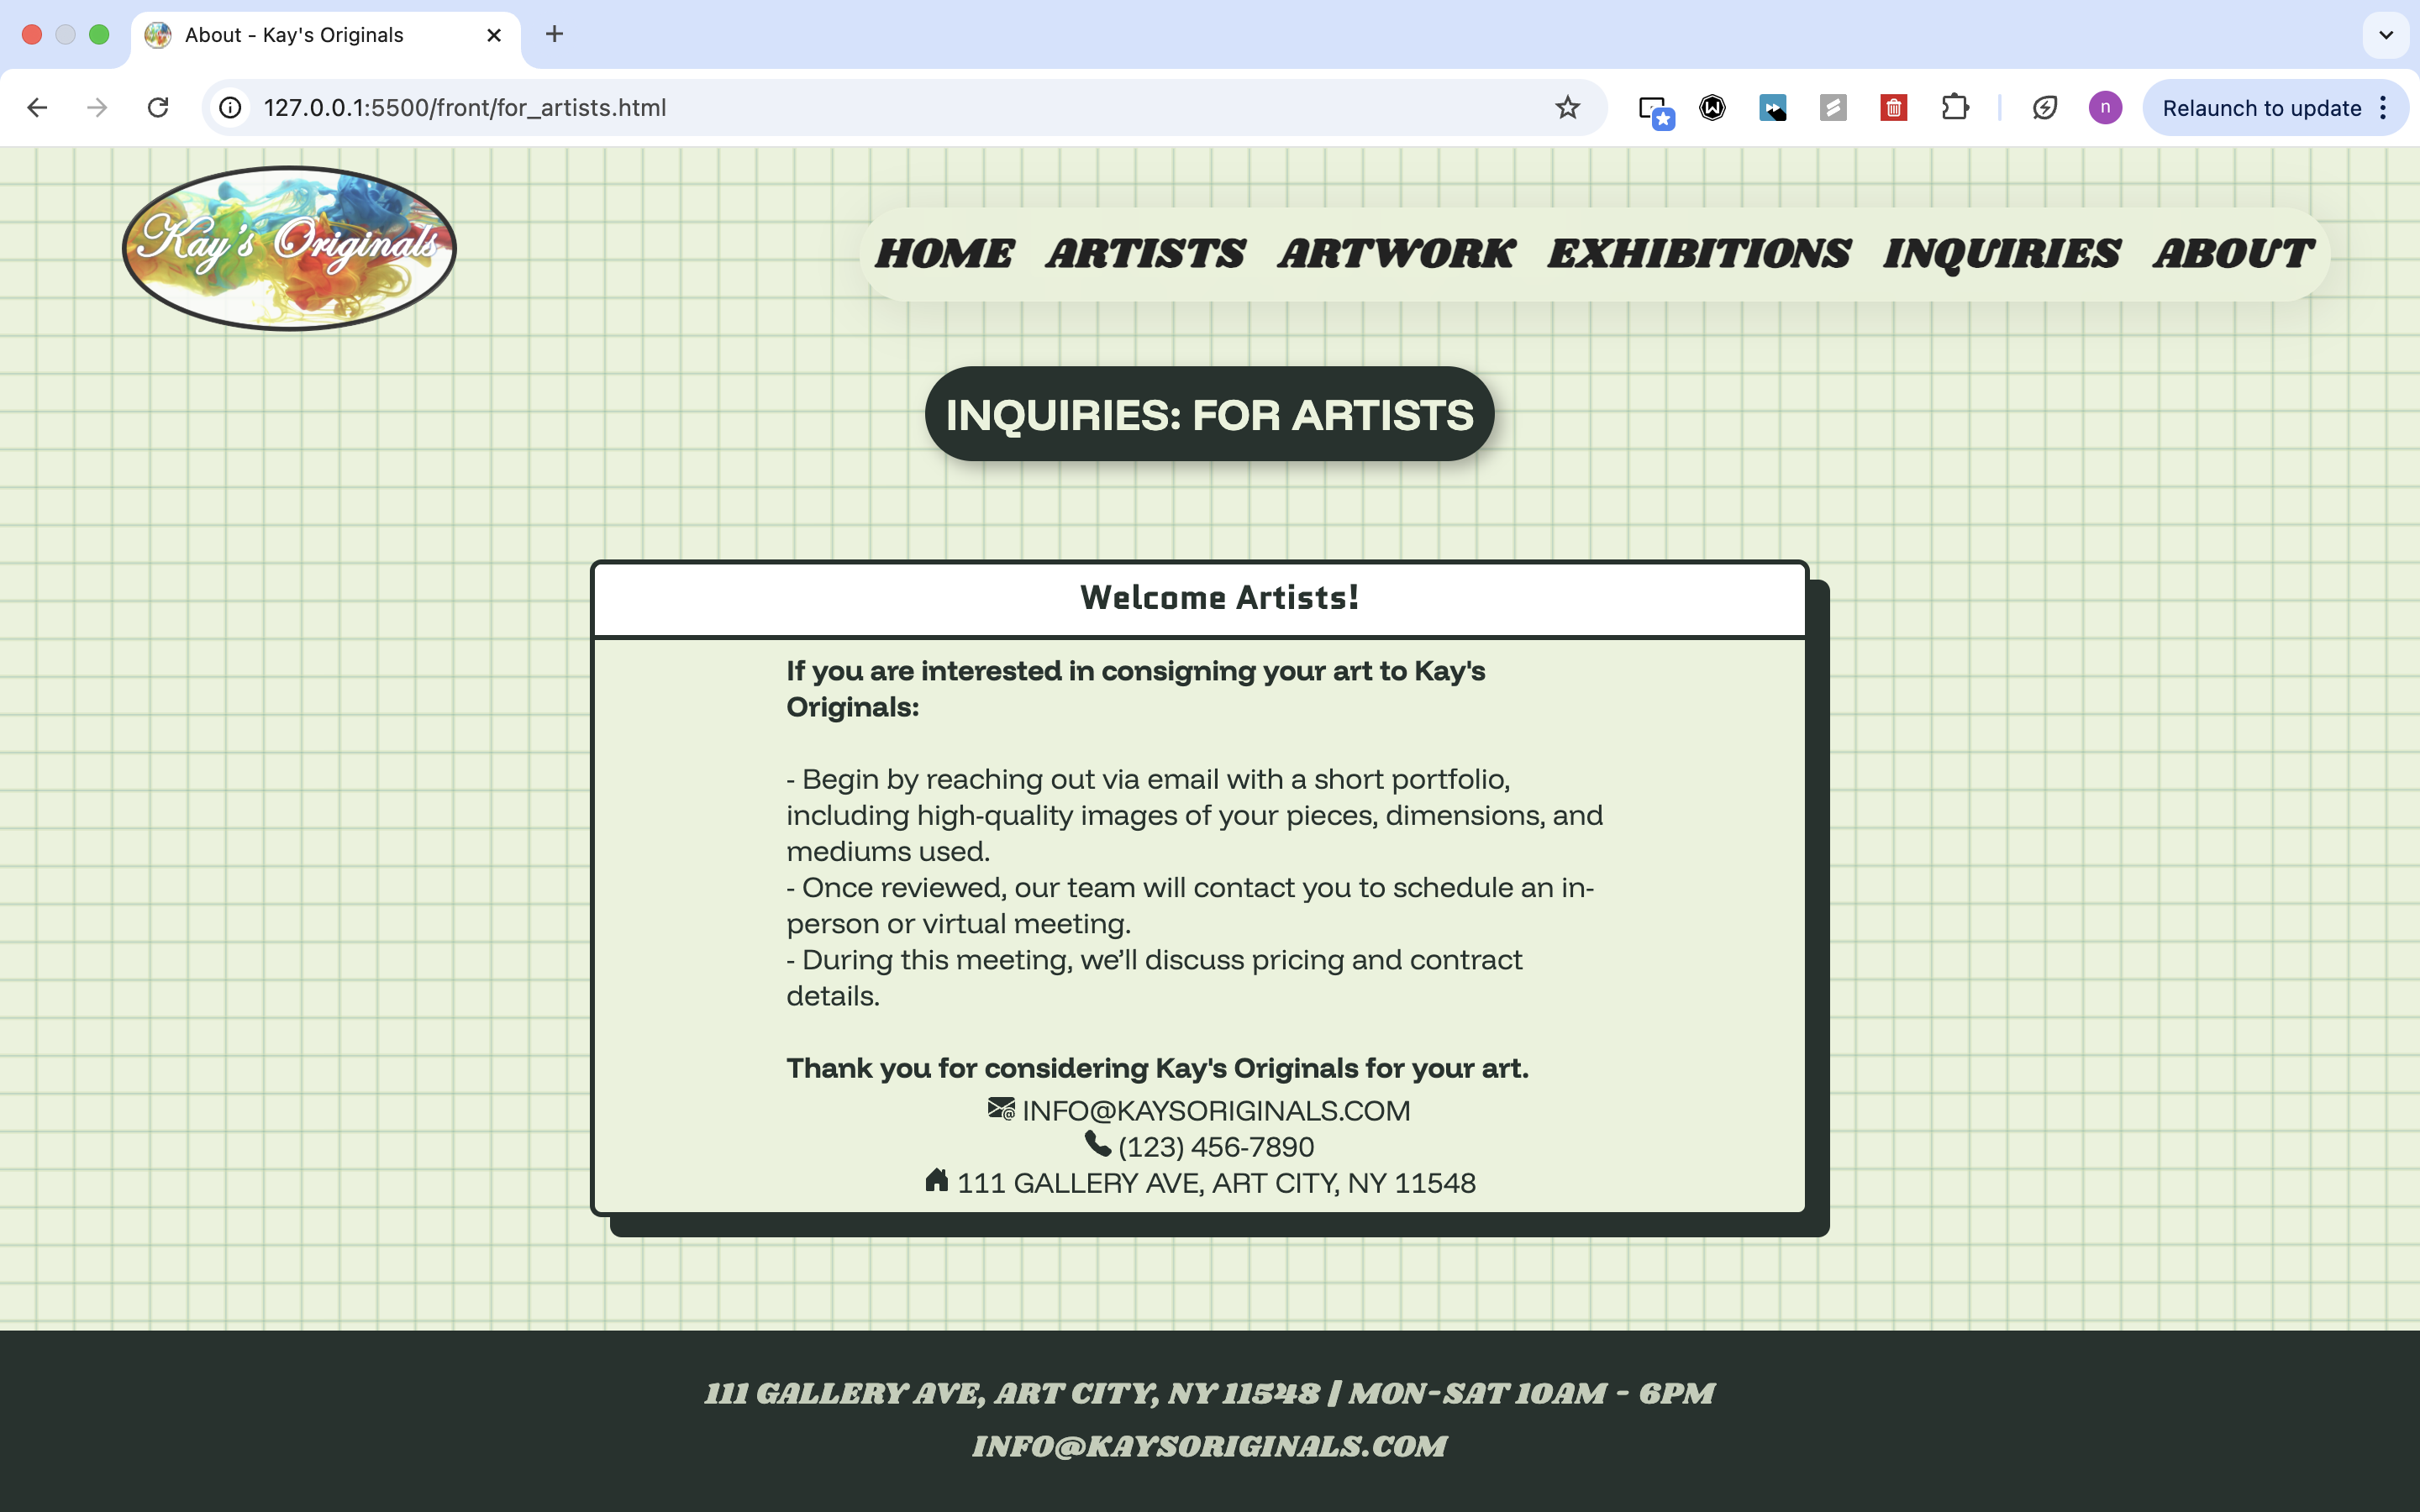 About - Kay's Originals
127.0.0.1:5500/front/for_artists.html
n
Relaunch to update
Kay's Originals
HOME ARTISTS ARTWORK EXHIBITIONS INQUIRIES ABOUT
INQUIRIES: FOR ARTISTS
Welcome Artists!
If you are interested in consigning your art to Kay's
Originals:
- Begin by reaching out via email with a short portfolio,
including high-quality images of your pieces, dimensions, and
mediums used.
- Once reviewed, our team will contact you to schedule an in-
person or virtual meeting.
- During this meeting, we’ll discuss pricing and contract
details.
Thank you for considering Kay's Originals for your art.
INFO@KAYSORIGINALS.COM
(123) 456-7890
111 GALLERY AVE, ART CITY, NY 11548
111 GALLERY AVE, ART CITY, NY 11548 | MON-SAT 10AM - 6PM
INFO@KAYSORIGINALS.COM